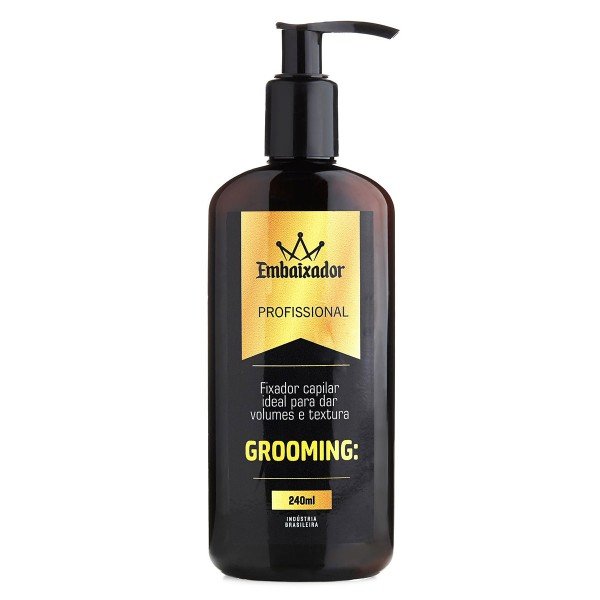 Embaixador
PROFISSIONAL
Fixador capilar
ideal para dar
volumes e textura
GROOMING:
240ml
INDÚSTRIA
BRASILEIRA